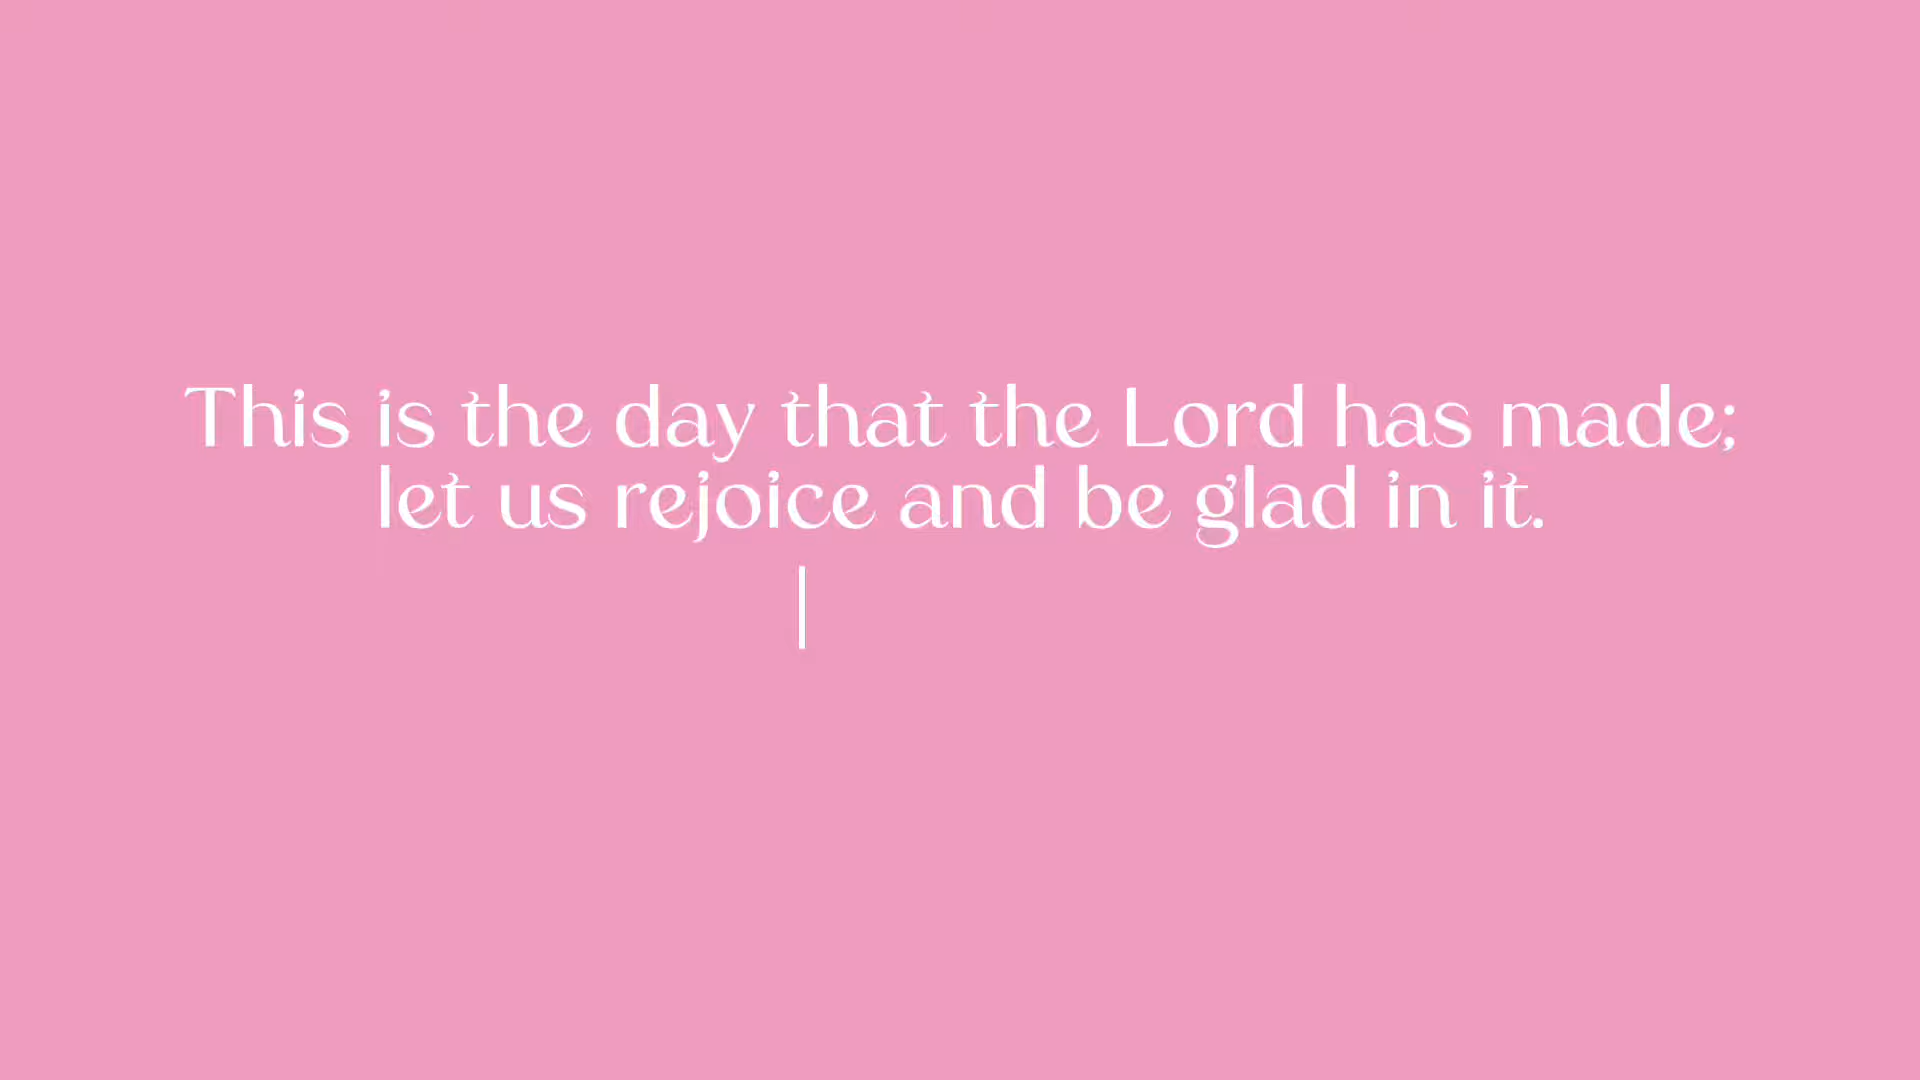 This is the day that the Lord has made;
let us rejoice and be glad in it.